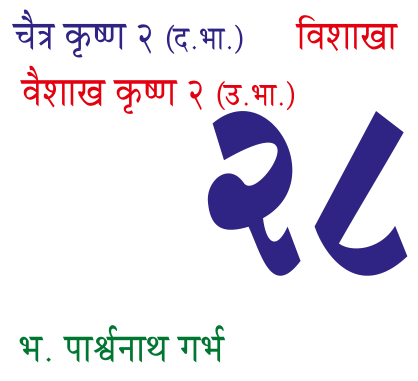 चैत्र कृष्ण २ (द.भा.) विशाखा
वैशाख कृष्ण २ (उ.भा.)
२८
भ. पार्श्वनाथ गर्भ